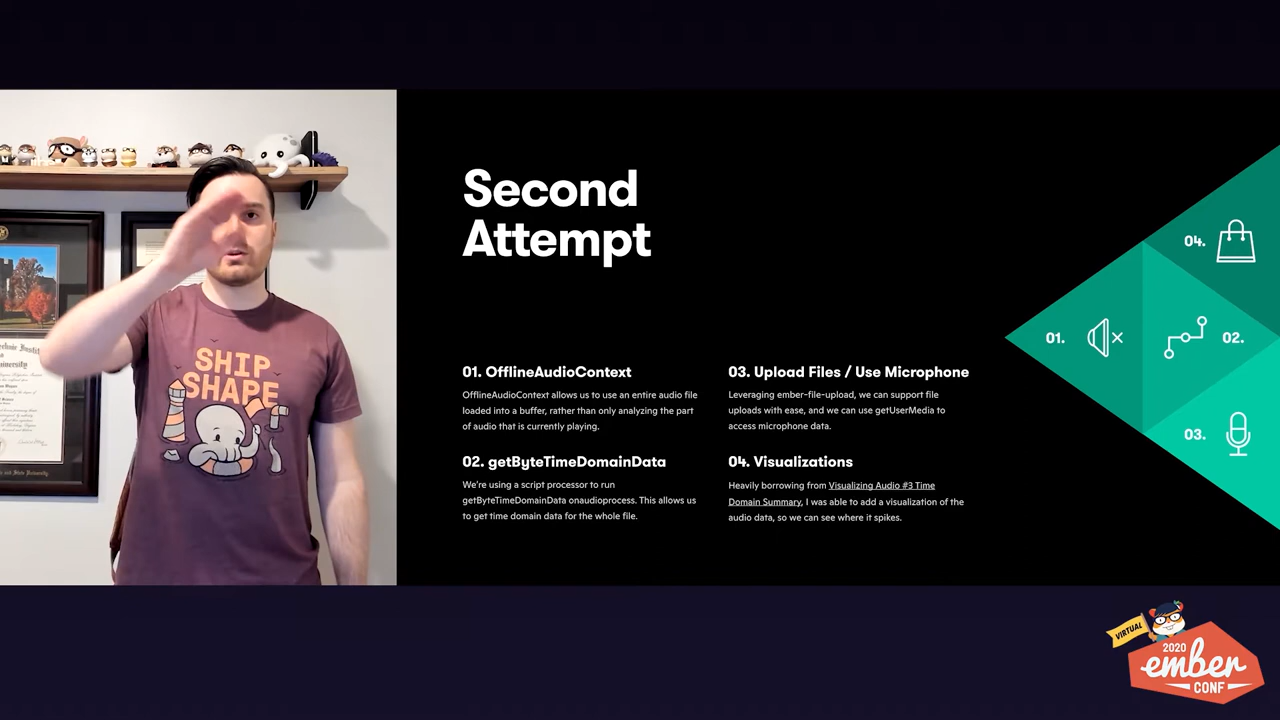 SHIP
SHAPE
Second
Attempt
01. OfflineAudioContext
OfflineAudioContext allows us to use an entire audio file
loaded into a buffer, rather than only analyzing the part
of audio that is currently playing.
02. getByteTimeDomainData
We're using a script processor to run
getByteTimeDomainData onaudioprocess. This allows us
to get time domain data for the whole file.
03. Upload Files / Use Microphone
Leveraging ember-file-upload, we can support file
uploads with ease, and we can use getUserMedia to
access microphone data.
04. Visualizations
Heavily borrowing from Visualizing Audio #3 Time
Domain Summary, I was able to add a visualization of the
audio data, so we can see where it spikes.
04.
01.
02.
03.
VIRTUAL
2020
ember
CONF